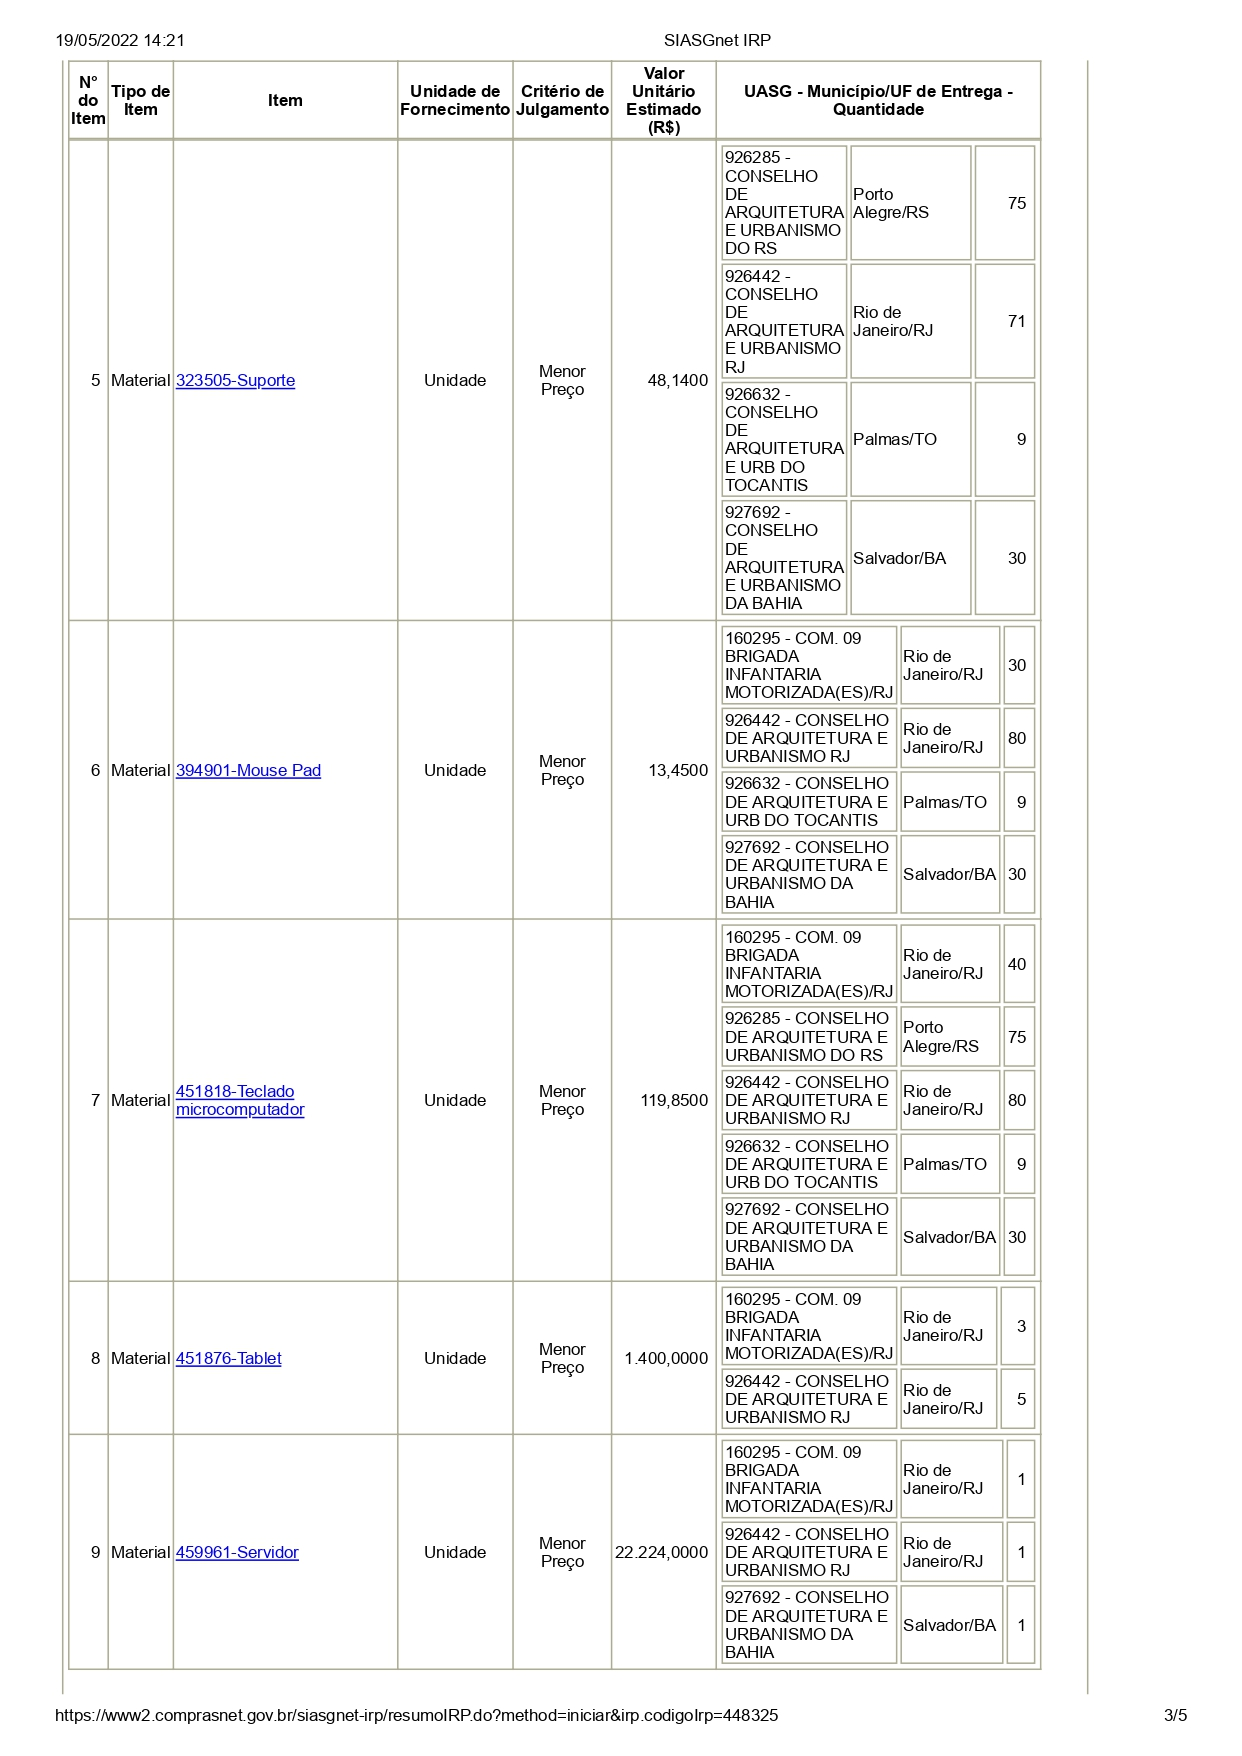 19/05/2022 14:21
SIASGnet IRP
N°
do
Item
Tipo de
Item
Item
Unidade de
Fornecimento
Critério de
Julgamento
Valor
Unitário
Estimado
(R$)
UASG - Município/UF de Entrega -
Quantidade
5
Material
323505-Suporte
Unidade
Menor
Preço
48,1400
926285 -
CONSELHO
DE
ARQUITETURA
E URBANISMO
DO RS
Porto
Alegre/RS
75
926442 -
CONSELHO
DE
ARQUITETURA
E URBANISMO
RJ
Rio de
Janeiro/RJ
71
926632 -
CONSELHO
DE
ARQUITETURA
E URB DO
TOCANTIS
Palmas/TO
9
927692 -
CONSELHO
DE
ARQUITETURA
E URBANISMO
DA BAHIA
Salvador/BA
30
6
Material
394901-Mouse Pad
Unidade
Menor
Preço
13,4500
160295 - COM. 09
BRIGADA
INFANTARIA
MOTORIZADA(ES)/RJ
Rio de
Janeiro/RJ
30
926442 - CONSELHO
DE ARQUITETURA E
URBANISMO RJ
Rio de
Janeiro/RJ
80
926632 - CONSELHO
DE ARQUITETURA E
URB DO TOCANTIS
Palmas/TO
9
927692 - CONSELHO
DE ARQUITETURA E
URBANISMO DA
BAHIA
Salvador/BA
30
7
Material
451818-Teclado
microcomputador
Unidade
Menor
Preço
119,8500
160295 - COM. 09
BRIGADA
INFANTARIA
MOTORIZADA(ES)/RJ
Rio de
Janeiro/RJ
40
926285 - CONSELHO
DE ARQUITETURA E
URBANISMO DO RS
Porto
Alegre/RS
75
926442 - CONSELHO
DE ARQUITETURA E
URBANISMO RJ
Rio de
Janeiro/RJ
80
926632 - CONSELHO
DE ARQUITETURA E
URB DO TOCANTIS
Palmas/TO
9
927692 - CONSELHO
DE ARQUITETURA E
URBANISMO DA
BAHIA
Salvador/BA
30
8
Material
451876-Tablet
Unidade
Menor
Preço
1.400,0000
160295 - COM. 09
BRIGADA
INFANTARIA
MOTORIZADA(ES)/RJ
Rio de
Janeiro/RJ
3
926442 - CONSELHO
DE ARQUITETURA E
URBANISMO RJ
Rio de
Janeiro/RJ
5
9
Material
459961-Servidor
Unidade
Menor
Preço
22.224,0000
160295 - COM. 09
BRIGADA
INFANTARIA
MOTORIZADA(ES)/RJ
Rio de
Janeiro/RJ
1
926442 - CONSELHO
DE ARQUITETURA E
URBANISMO RJ
Rio de
Janeiro/RJ
1
927692 - CONSELHO
DE ARQUITETURA E
URBANISMO DA
BAHIA
Salvador/BA
1
https://www2.comprasnet.gov.br/siasgnet-irp/resumoIRP.do?method=iniciar&irp.codigoIrp=448325
3/5